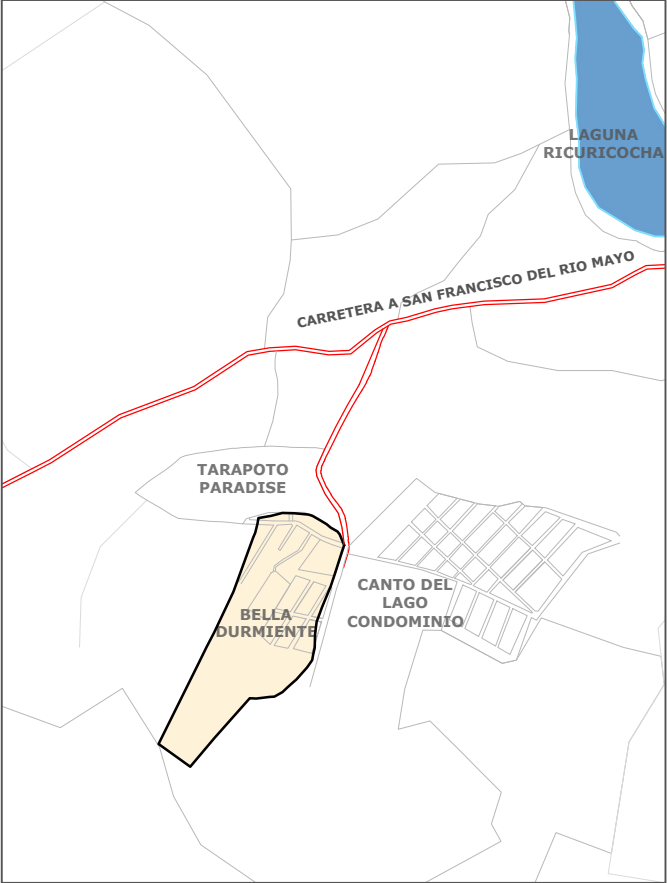 LAGUNA
RICURICOCHA
CARRETERA A SAN FRANCISCO DEL RIO MAYO
TARAPOTO
PARADISE
CANTO DEL
LAGO
CONDOMINIO
BELLA
DURMIENTE